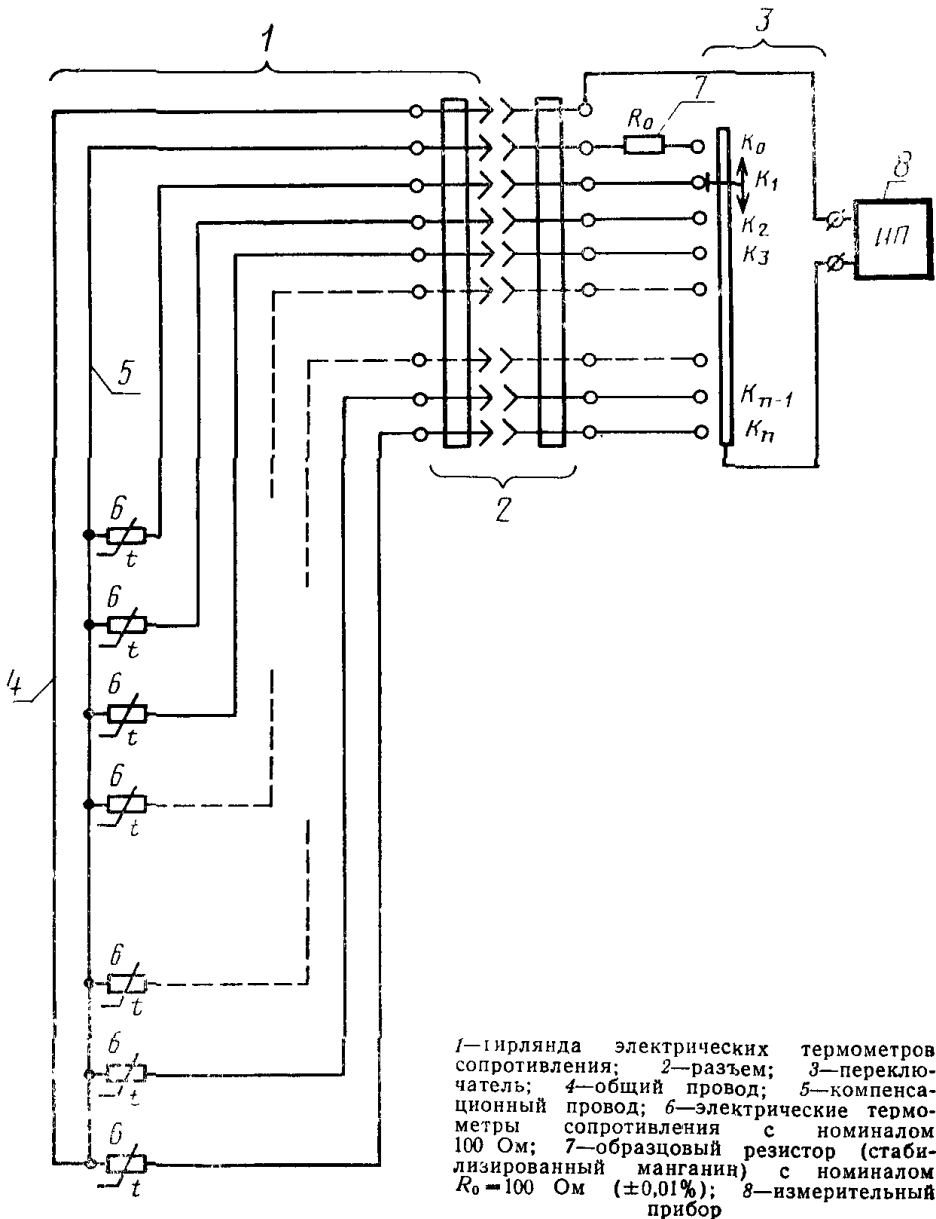 1
3
7
R₀
K₀
8
K₁
K₂
ИП
K₃
5
Kₙ₋₁
Kₙ
2
6
t
6
t
4
6
t
6
t
6
t
6
t
6
t
1—гирлянда электрических термометров
сопротивления; 2—разъем; 3—переклю-
чатель; 4—общий провод; 5—компенса-
ционный провод; 6—электрические термо-
метры сопротивления с номиналом
100 Ом; 7—образцовый резистор (стаби-
лизированный манганин) с номиналом
R₀=100 Ом (±0,01%); 8—измерительный
прибор